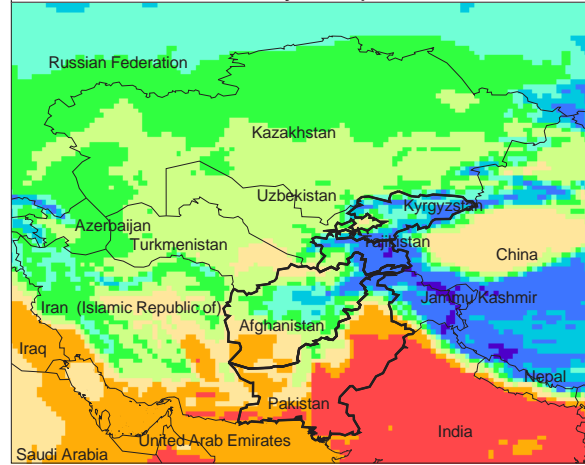 Russian Federation
Kazakhstan
Uzbekistan
Kyrgyzstan
Azerbaijan
Turkmenistan
Tajikistan
China
Iran (Islamic Republic of)
Jammu Kashmir
Afghanistan
Iraq
Nepal
Pakistan
United Arab Emirates
India
Saudi Arabia